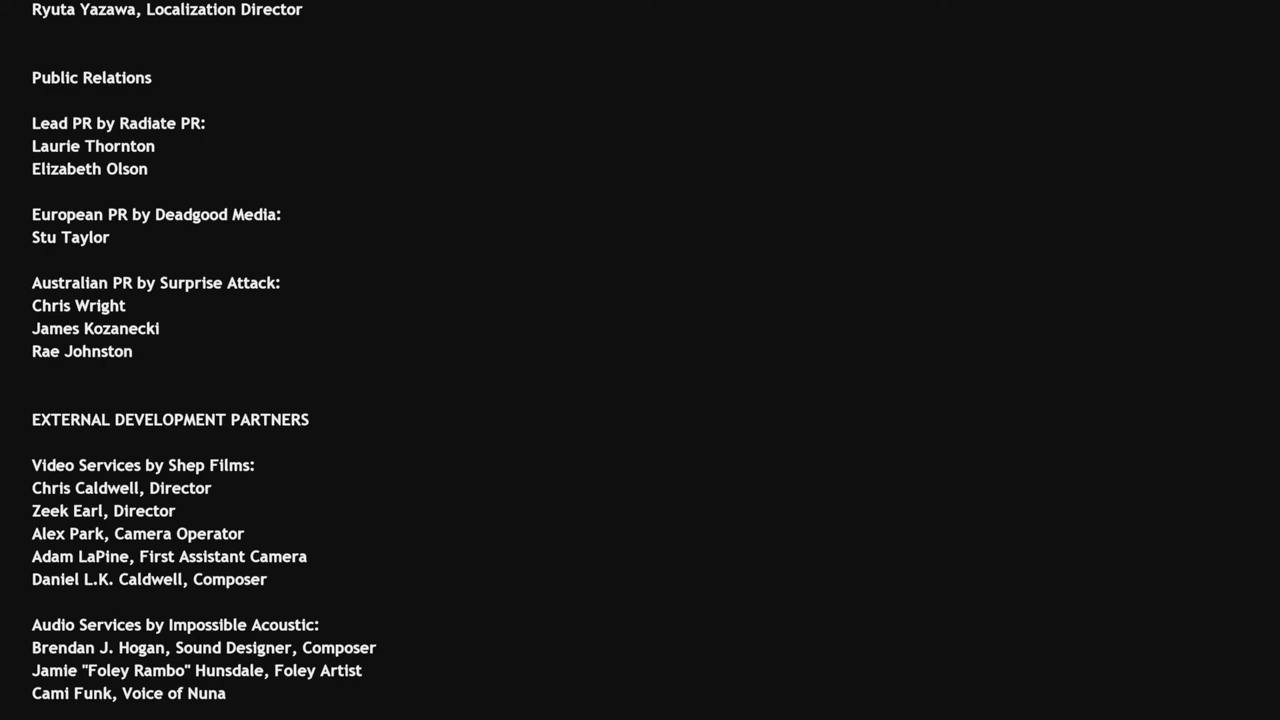 Ryuta Yazawa, Localization Director
Public Relations
Lead PR by Radiate PR:
Laurie Thornton
Elizabeth Olson
European PR by Deadgood Media:
Stu Taylor
Australian PR by Surprise Attack:
Chris Wright
James Kozanecki
Rae Johnston
EXTERNAL DEVELOPMENT PARTNERS
Video Services by Shep Films:
Chris Caldwell, Director
Zeek Earl, Director
Alex Park, Camera Operator
Adam LaPine, First Assistant Camera
Daniel L.K. Caldwell, Composer
Audio Services by Impossible Acoustic:
Brendan J. Hogan, Sound Designer, Composer
Jamie "Foley Rambo" Hunsdale, Foley Artist
Cami Funk, Voice of Nuna